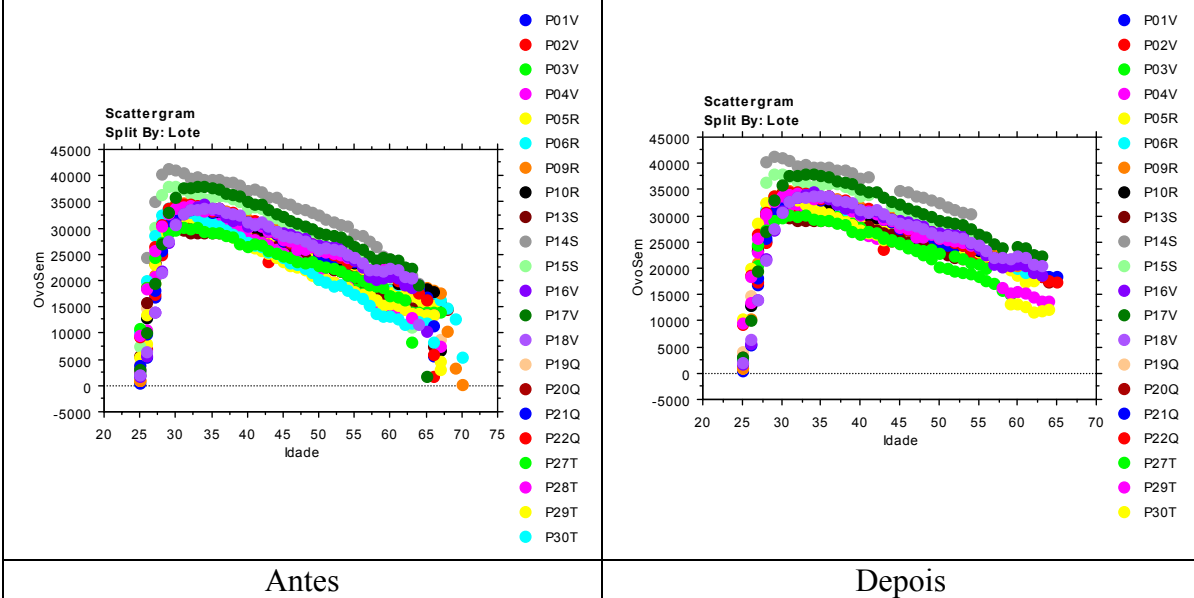 Scattergram
Split By: Lote
OvoSem
45000
40000
35000
30000
25000
20000
15000
10000
5000
0
-5000
20 25 30 35 40 45 50 55 60 65 70 75
Idade
P01V
P02V
P03V
P04V
P05R
P06R
P09R
P10R
P13S
P14S
P15S
P16V
P17V
P18V
P19Q
P20Q
P21Q
P22Q
P27T
P28T
P29T
P30T
Antes
Scattergram
Split By: Lote
OvoSem
45000
40000
35000
30000
25000
20000
15000
10000
5000
0
-5000
20 25 30 35 40 45 50 55 60 65 70
Idade
P01V
P02V
P03V
P04V
P05R
P06R
P09R
P10R
P13S
P14S
P15S
P16V
P17V
P18V
P19Q
P20Q
P21Q
P22Q
P27T
P29T
P30T
Depois